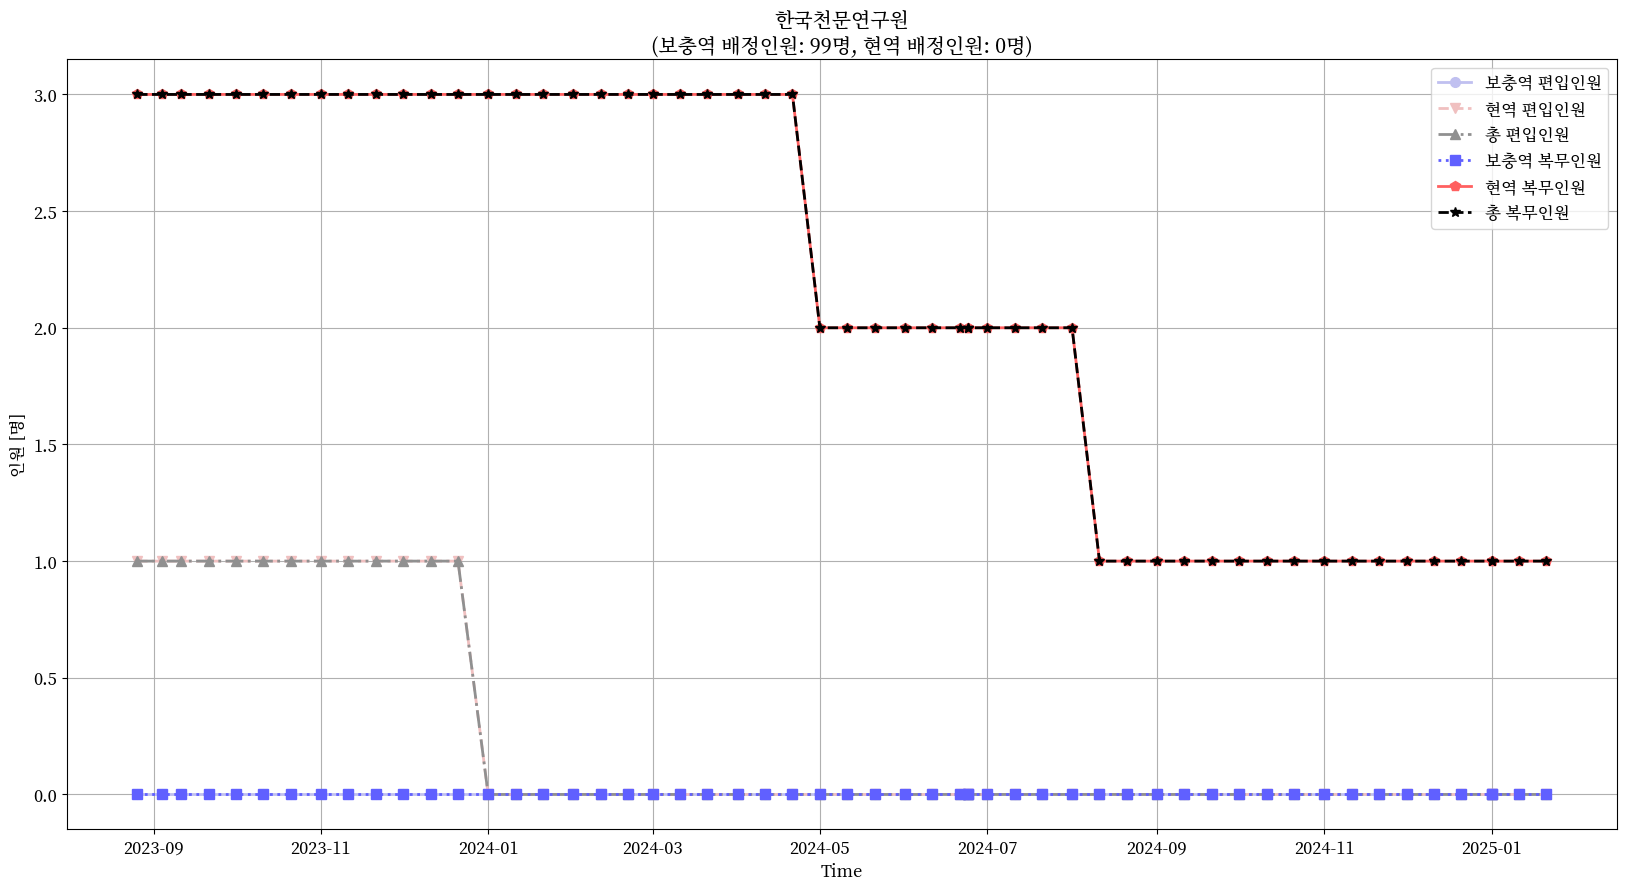 한국천문연구원
(보충역 배정인원: 99명, 현역 배정인원: 0명)
보충역 편입인원
현역 편입인원
총 편입인원
보충역 복무인원
현역 복무인원
총 복무인원
3.0
2.5
2.0
1.5
1.0
0.5
0.0
인원 [명]
2023-09
2023-11
2024-01
2024-03
2024-05
2024-07
2024-09
2024-11
2025-01
Time